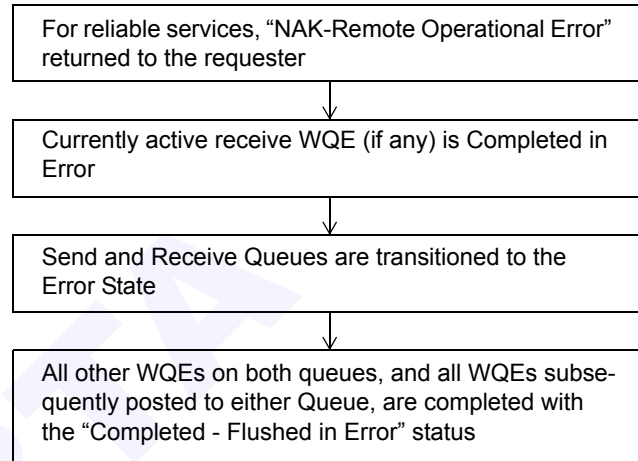 For reliable services, “NAK-Remote Operational Error”
returned to the requester
Currently active receive WQE (if any) is Completed in
Error
Send and Receive Queues are transitioned to the
Error State
All other WQEs on both queues, and all WQEs subse-
quently posted to either Queue, are completed with
the “Completed - Flushed in Error” status